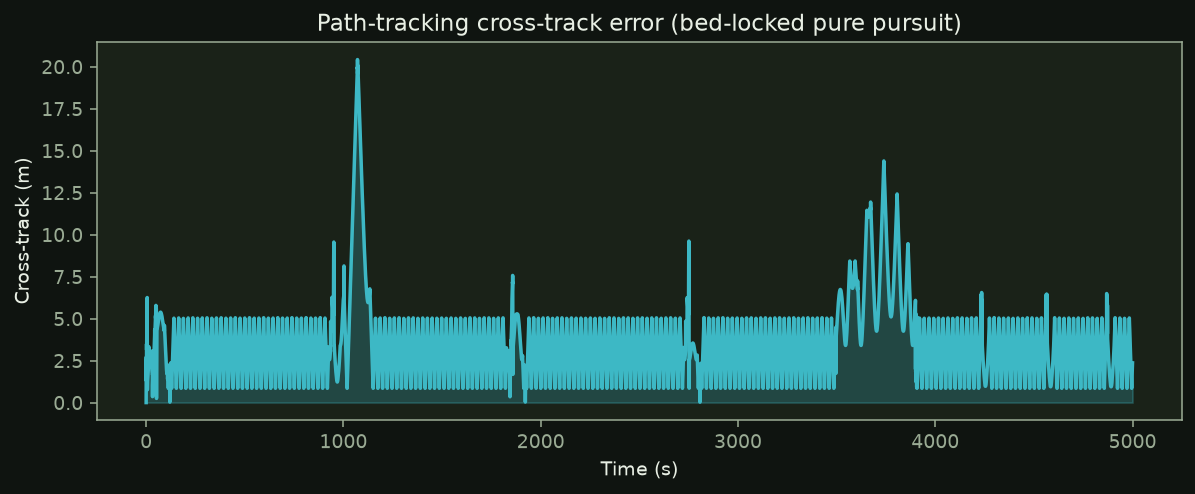 Path-tracking cross-track error (bed-locked pure pursuit)
20.0
17.5
15.0
12.5
10.0
7.5
5.0
2.5
0.0
Cross-track (m)
0 1000 2000 3000 4000 5000
Time (s)